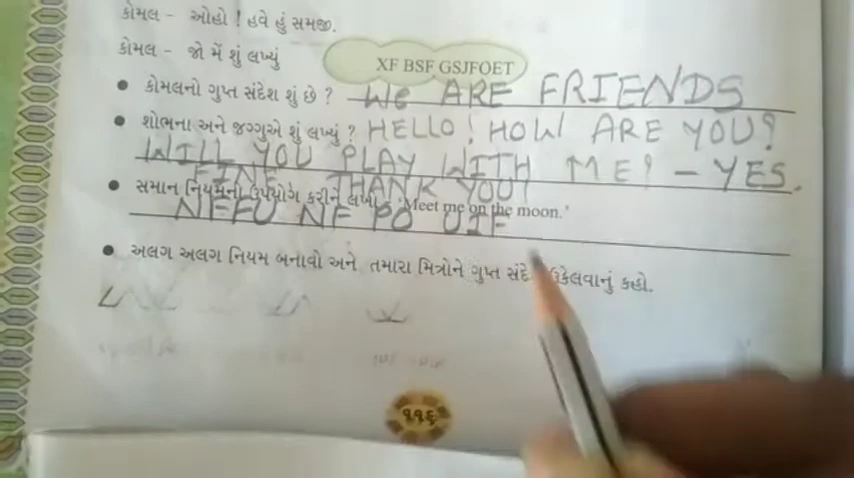 કોમલ - ઓહો ! હવે હું સમજી.
કોમલ - જો મેં શું લખ્યું
XF BSF GSJFOET
• કોમલનો ગુપ્ત સંદેશ શું છે ? We ARE FRIENDS
• શોભના અને જગ્ગુએ શું લખ્યું ? HELLO! HOW ARE YOU?
WILL YOU PLAY WITH ME? - YES.
FINE THANK YOU!
• સમાન નિયમનો ઉપયોગ કરીને લખો 'Meet me on the moon.'
NFFU NF PO UIF
• અલગ અલગ નિયમ બનાવો અને તમારા મિત્રોને ગુપ્ત ઉકેલવાનું કહો.
૧૧૬